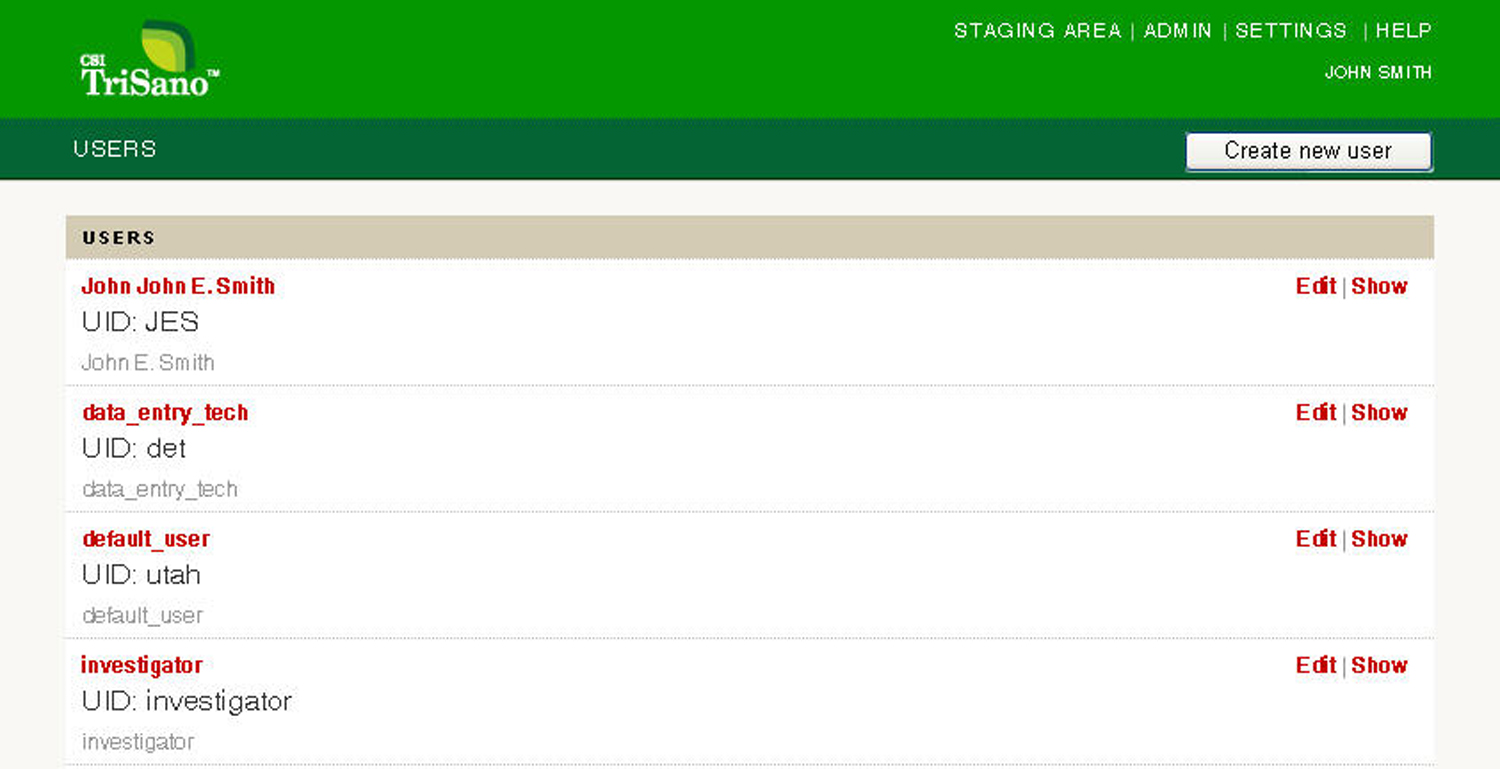 CSI
TriSano™
STAGING AREA | ADMIN | SETTINGS | HELP
JOHN SMITH
USERS
Create new user
USERS
John John E. Smith
Edit | Show
UID: JES
John E. Smith
data_entry_tech
Edit | Show
UID: det
data_entry_tech
default_user
Edit | Show
UID: utah
default_user
investigator
Edit | Show
UID: investigator
investigator